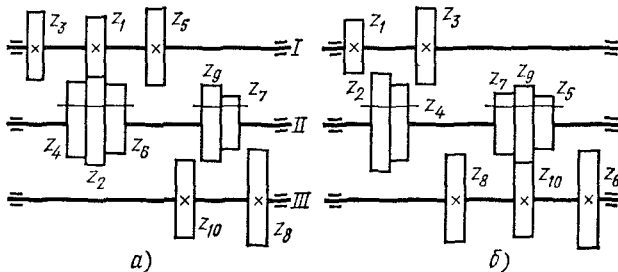 z₃ z₁ z₅ I z₁ z₃
z₉ z₇ z₂ z₇ z₉ z₅
z₄ z₂ z₆ II z₄
z₁₀ z₈ III z₈ z₁₀ z₆
а) б)